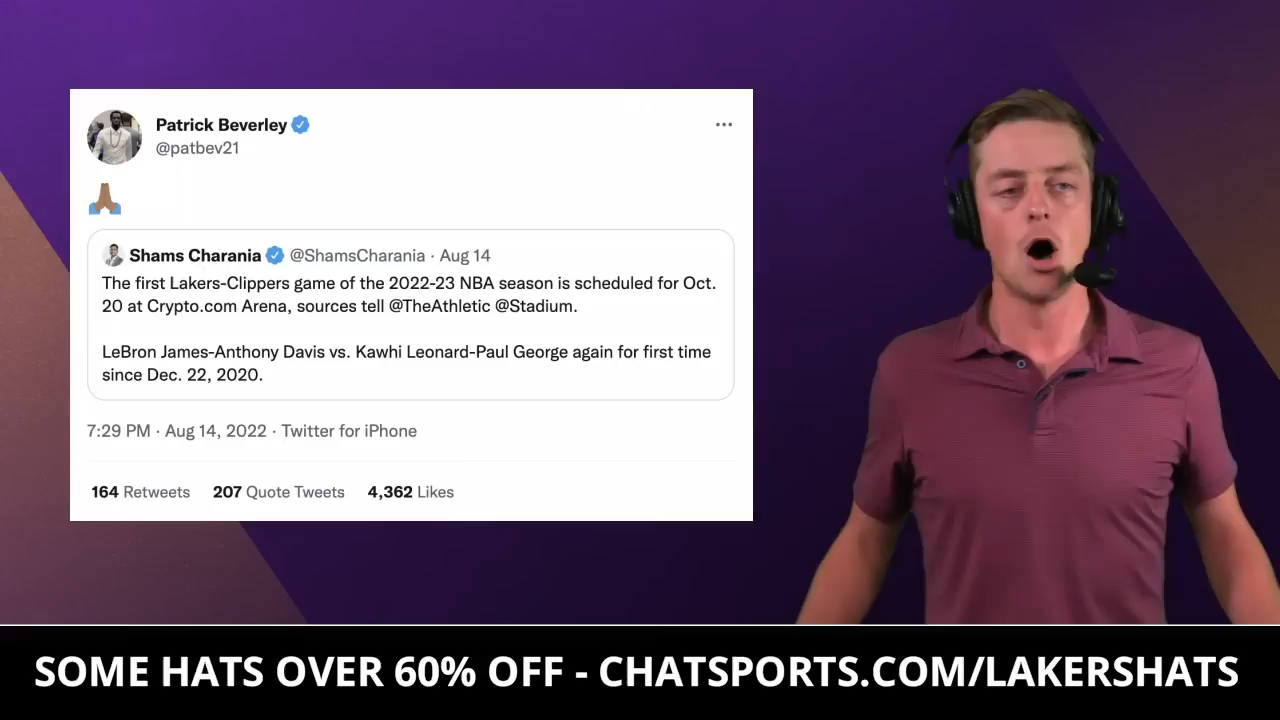 Patrick Beverley
@patbev21
Shams Charania @ShamsCharania · Aug 14
The first Lakers-Clippers game of the 2022-23 NBA season is scheduled for Oct.
20 at Crypto.com Arena, sources tell @TheAthletic @Stadium.
LeBron James-Anthony Davis vs. Kawhi Leonard-Paul George again for first time
since Dec. 22, 2020.
7:29 PM · Aug 14, 2022 · Twitter for iPhone
164 Retweets 207 Quote Tweets 4,362 Likes
SOME HATS OVER 60% OFF - CHATSPORTS.COM/LAKERSHATS